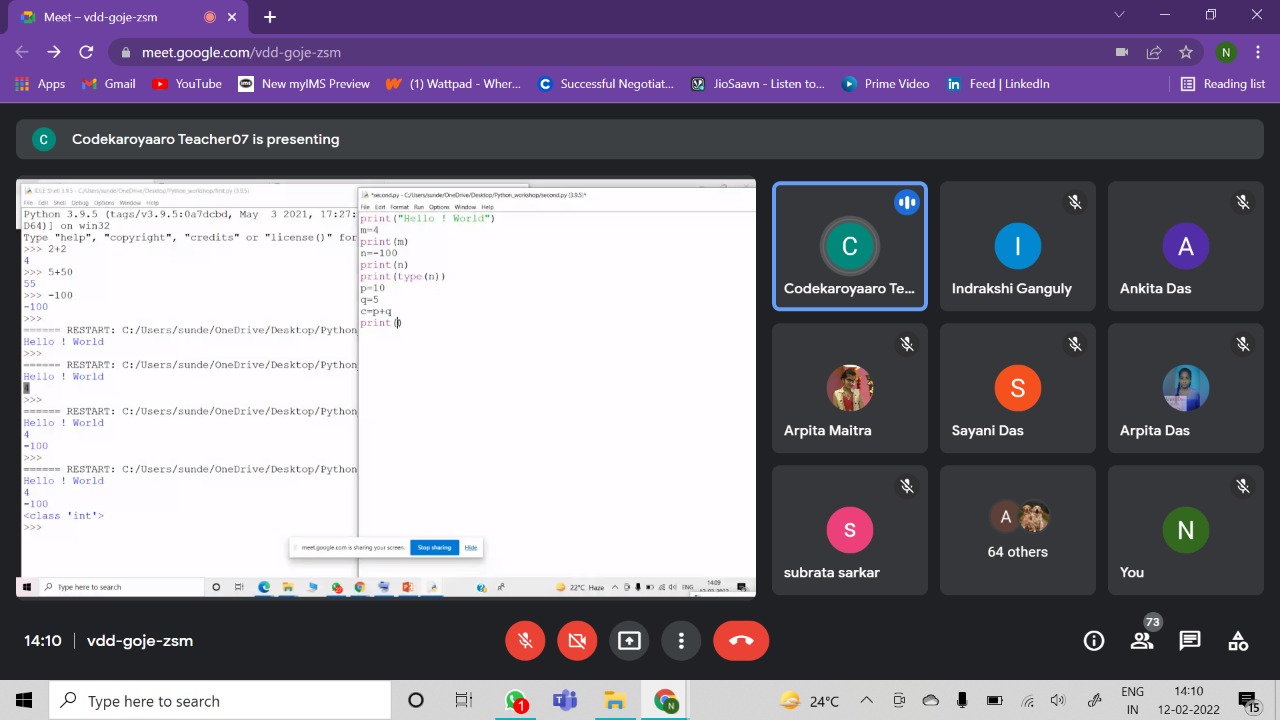 Meet – vdd-goje-zsm
meet.google.com/vdd-goje-zsm
N
Apps
Gmail
YouTube
New myIMS Preview
(1) Wattpad - Wher...
Successful Negotiat...
JioSaavn - Listen to...
Prime Video
Feed | LinkedIn
Reading list
C
Codekaroyaaro Teacher07 is presenting
IDLE Shell 3.9.5 - C:/Users/sunde/OneDrive/Desktop/Python_workshop/first.py (3.9.5)
File Edit Shell Debug Options Window Help
Python 3.9.5 (tags/v3.9.5:0a7dcbd, May 3 2021, 17:27:
D64)] on win32
Type "help", "copyright", "credits" or "license()" for
>>> 2+2
4
>>> 5+50
55
>>> -100
-100
>>>
====== RESTART: C:/Users/sunde/OneDrive/Desktop/Python
Hello ! World
>>>
====== RESTART: C:/Users/sunde/OneDrive/Desktop/Python
Hello ! World
4
>>>
====== RESTART: C:/Users/sunde/OneDrive/Desktop/Python
Hello ! World
4
-100
>>>
====== RESTART: C:/Users/sunde/OneDrive/Desktop/Python
Hello ! World
4
-100
<class 'int'>
>>>
*second.py - C:/Users/sunde/OneDrive/Desktop/Python_workshop/second.py (3.9.5)*
File Edit Format Run Options Window Help
print("Hello ! World")
m=4
print(m)
n=-100
print(n)
print(type(n))
p=10
q=5
c=p+q
print()
meet.google.com is sharing your screen.
Stop sharing
Hide
Type here to search
22°C Haze
ENG
14:09
C
Codekaroyaaro Te...
I
Indrakshi Ganguly
A
Ankita Das
Arpita Maitra
S
Sayani Das
Arpita Das
S
subrata sarkar
A
64 others
N
You
14:10 | vdd-goje-zsm
73
Type here to search
1
N
24°C
ENG
IN
14:10
12-02-2022
15